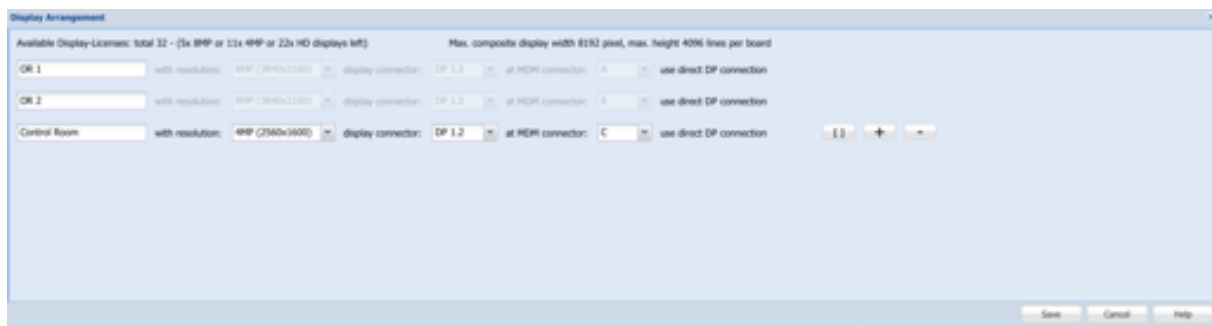 Display Arrangement
Available Display-Licenses: total 32 - (5x 8MP or 11x 4MP or 22x HD displays left) Max. composite display width 8192 pixel, max. height 4096 lines per board
OR 1 with resolution: 8MP (3840x2160) display connector: DP 1.2 at MDM connector: A use direct DP connection
OR 2 with resolution: 8MP (3840x2160) display connector: DP 1.2 at MDM connector: B use direct DP connection
Control Room with resolution: 4MP (2560x1600) display connector: DP 1.2 at MDM connector: C use direct DP connection [ ] + -
Save Cancel Help